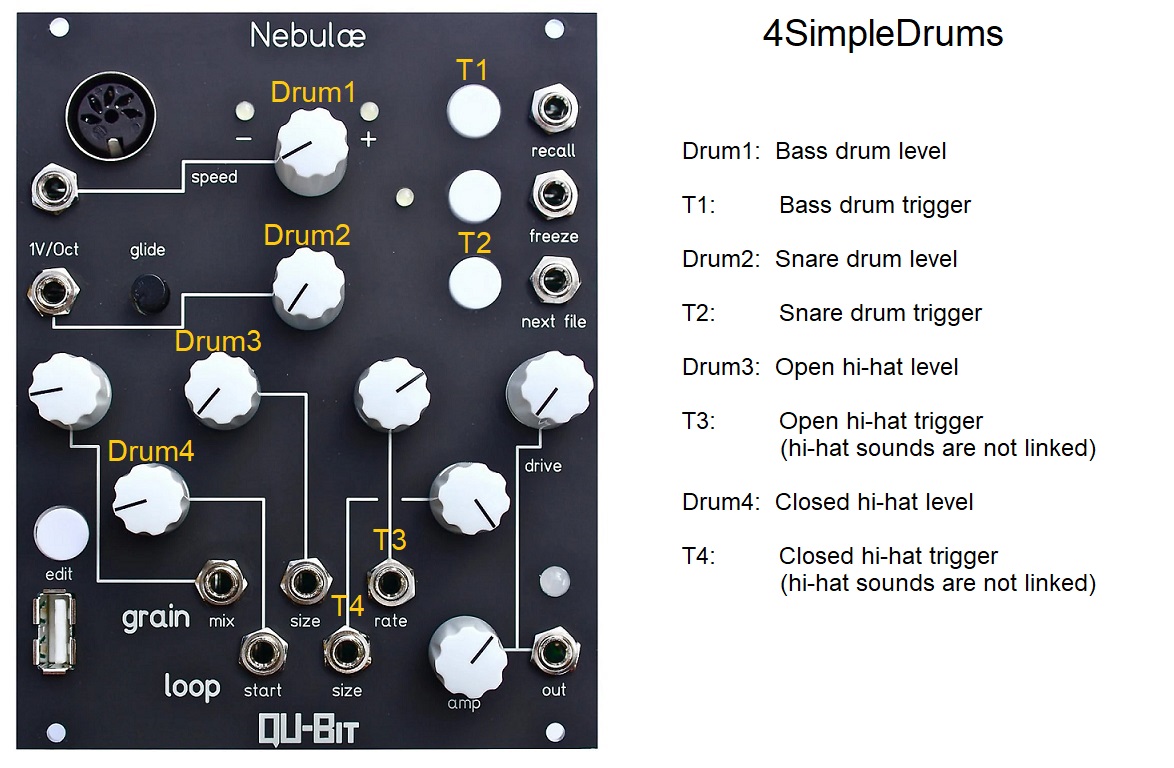 Nebulæ
4SimpleDrums
T1
Drum1
− +
recall
speed
freeze
Drum2
T2
1V/Oct
glide
next file
Drum3
Drum4
drive
T3
edit
T4
grain
mix
size
rate
loop
start
size
amp
out
QU-BIT
Drum1: Bass drum level
T1: Bass drum trigger
Drum2: Snare drum level
T2: Snare drum trigger
Drum3: Open hi-hat level
T3: Open hi-hat trigger
(hi-hat sounds are not linked)
Drum4: Closed hi-hat level
T4: Closed hi-hat trigger
(hi-hat sounds are not linked)